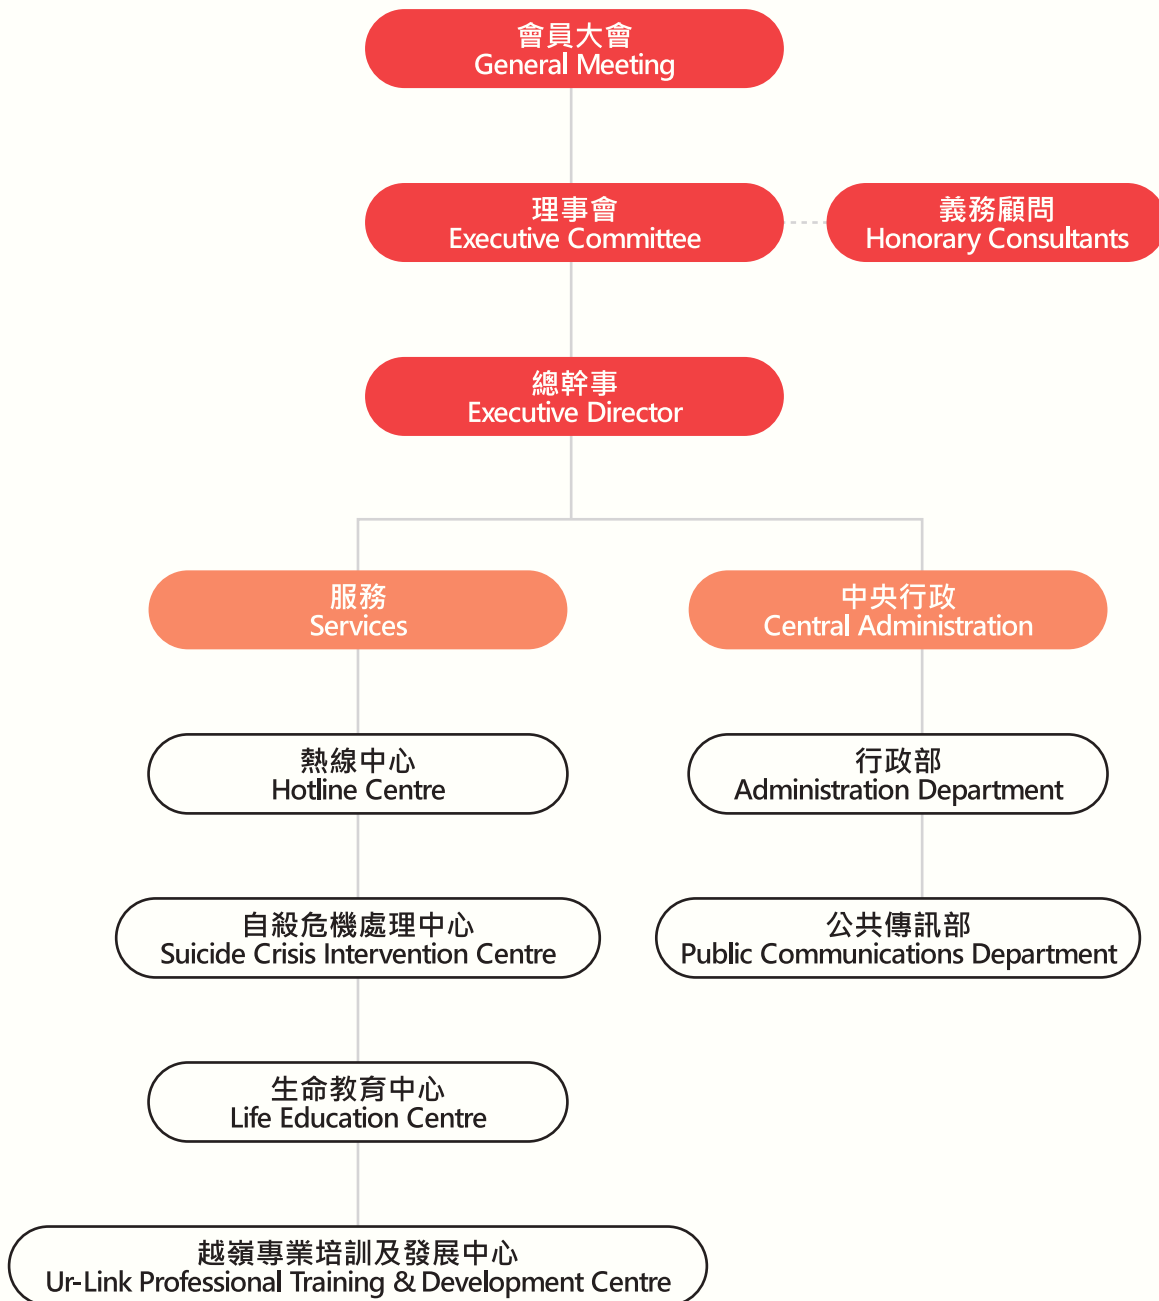 會員大會
General Meeting
理事會
Executive Committee
義務顧問
Honorary Consultants
總幹事
Executive Director
服務
Services
中央行政
Central Administration
熱線中心
Hotline Centre
行政部
Administration Department
自殺危機處理中心
Suicide Crisis Intervention Centre
公共傳訊部
Public Communications Department
生命教育中心
Life Education Centre
越嶺專業培訓及發展中心
Ur-Link Professional Training & Development Centre